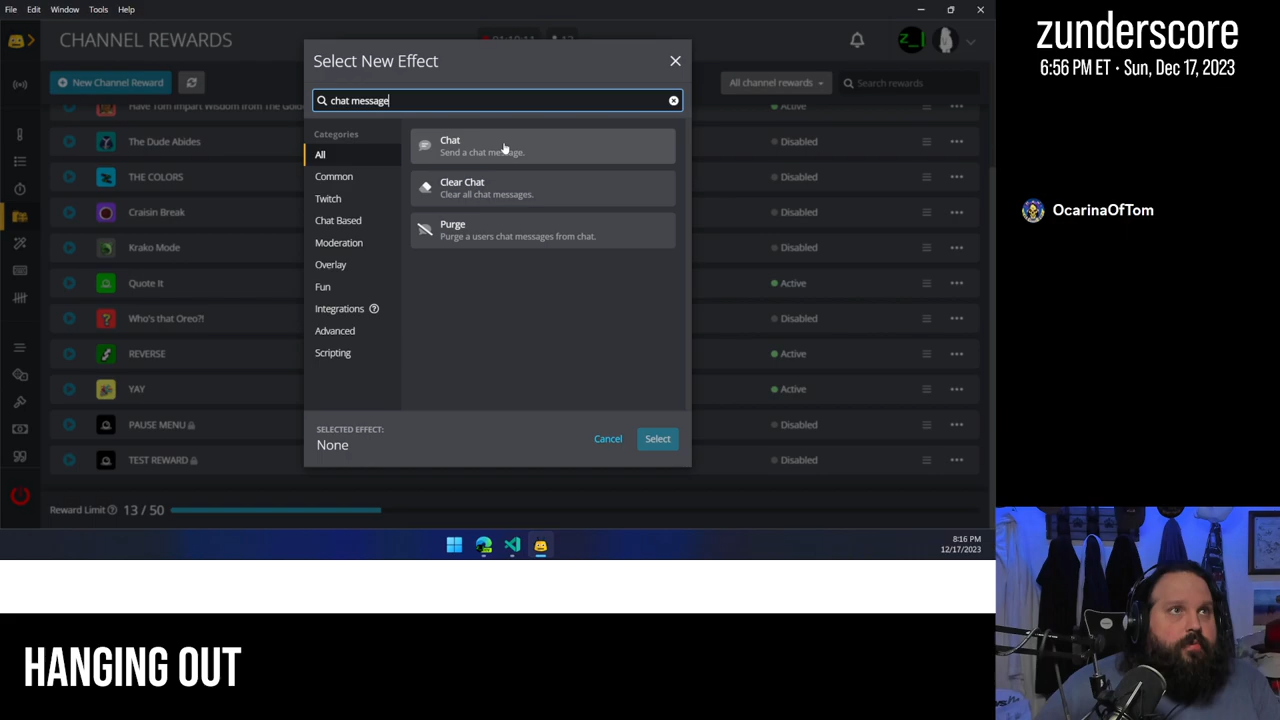 File Edit Window Tools Help
CHANNEL REWARDS
New Channel Reward
All channel rewards
Search rewards
Active
The Dude Abides
Disabled
THE COLORS
Disabled
Craisin Break
Disabled
Krako Mode
Disabled
Quote It
Active
Who's that Oreo?!
Disabled
REVERSE
Active
YAY
Active
PAUSE MENU
Disabled
TEST REWARD
Disabled
Reward Limit 13 / 50
Select New Effect
chat message
Categories
All
Common
Twitch
Chat Based
Moderation
Overlay
Fun
Integrations
Advanced
Scripting
Chat
Send a chat message.
Clear Chat
Clear all chat messages.
Purge
Purge a users chat messages from chat.
SELECTED EFFECT:
None
Cancel
Select
8:16 PM
12/17/2023
zunderscore
6:56 PM ET • Sun, Dec 17, 2023
OcarinaOfTom
HANGING OUT